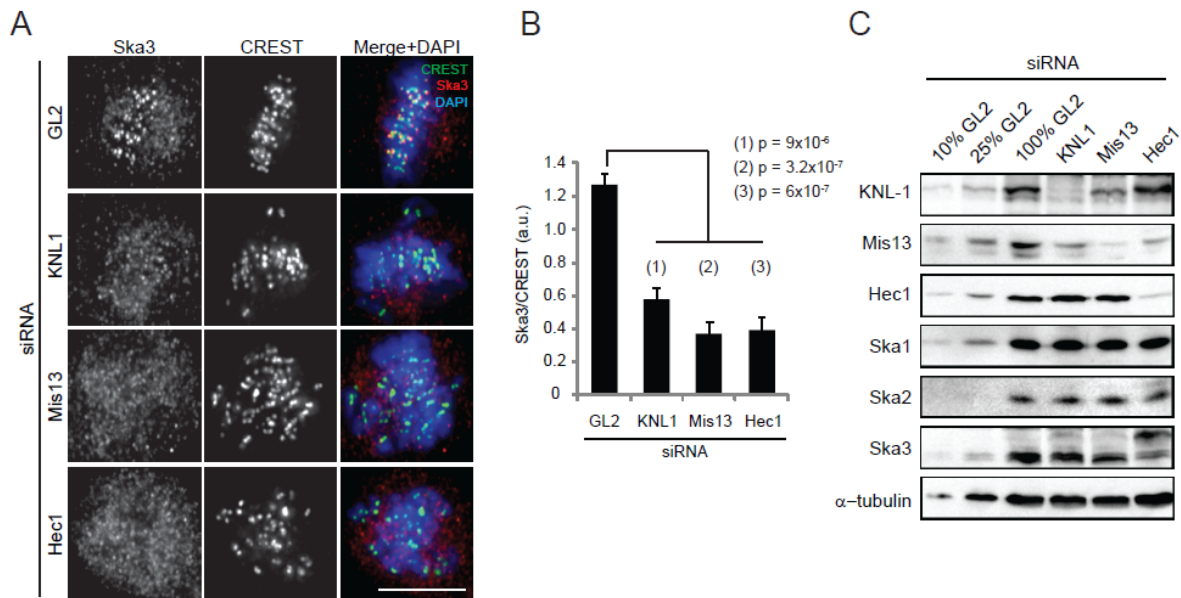 A
Ska3 CREST Merge+DAPI
CREST
Ska3
DAPI
siRNA
GL2
KNL1
Mis13
Hec1
B
(1) p = 9x10⁻⁶
(2) p = 3.2x10⁻⁷
(3) p = 6x10⁻⁷
Ska3/CREST (a.u.)
1.4
1.2
1.0
0.8
0.6
0.4
0.2
0
(1) (2) (3)
GL2 KNL1 Mis13 Hec1
siRNA
C
siRNA
10% GL2
25% GL2
100% GL2
KNL1
Mis13
Hec1
KNL-1
Mis13
Hec1
Ska1
Ska2
Ska3
α−tubulin